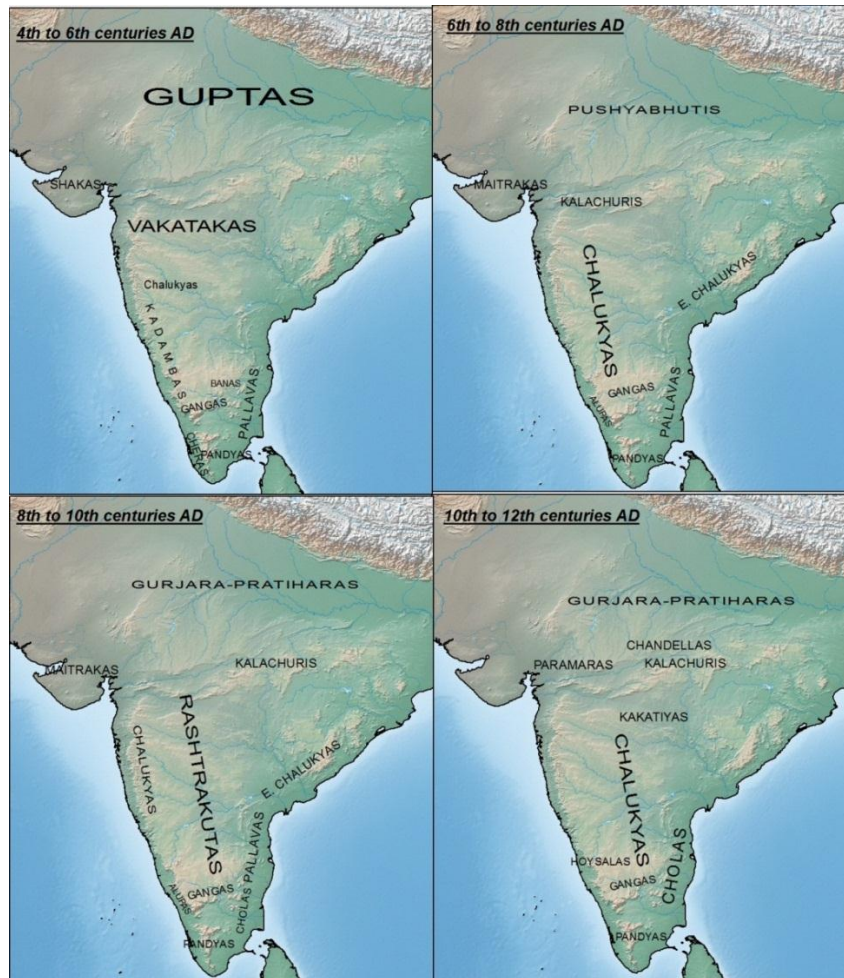 4th to 6th centuries AD
GUPTAS
SHAKAS
VAKATAKAS
Chalukyas
KADAMBAS
BANAS
GANGAS
PALLAVAS
CHERAS
PANDYAS
6th to 8th centuries AD
PUSHYABHUTIS
MAITRAKAS
KALACHURIS
CHALUKYAS
E. CHALUKYAS
GANGAS
ALUPAS
PALLAVAS
PANDYAS
8th to 10th centuries AD
GURJARA-PRATIHARAS
MAITRAKAS
KALACHURIS
CHALUKYAS
RASHTRAKUTAS
E. CHALUKYAS
ALUPAS
GANGAS
CHOLAS PALLAVAS
PANDYAS
10th to 12th centuries AD
GURJARA-PRATIHARAS
CHANDELLAS
PARAMARAS
KALACHURIS
KAKATIYAS
CHALUKYAS
HOYSALAS
GANGAS
CHOLAS
PANDYAS